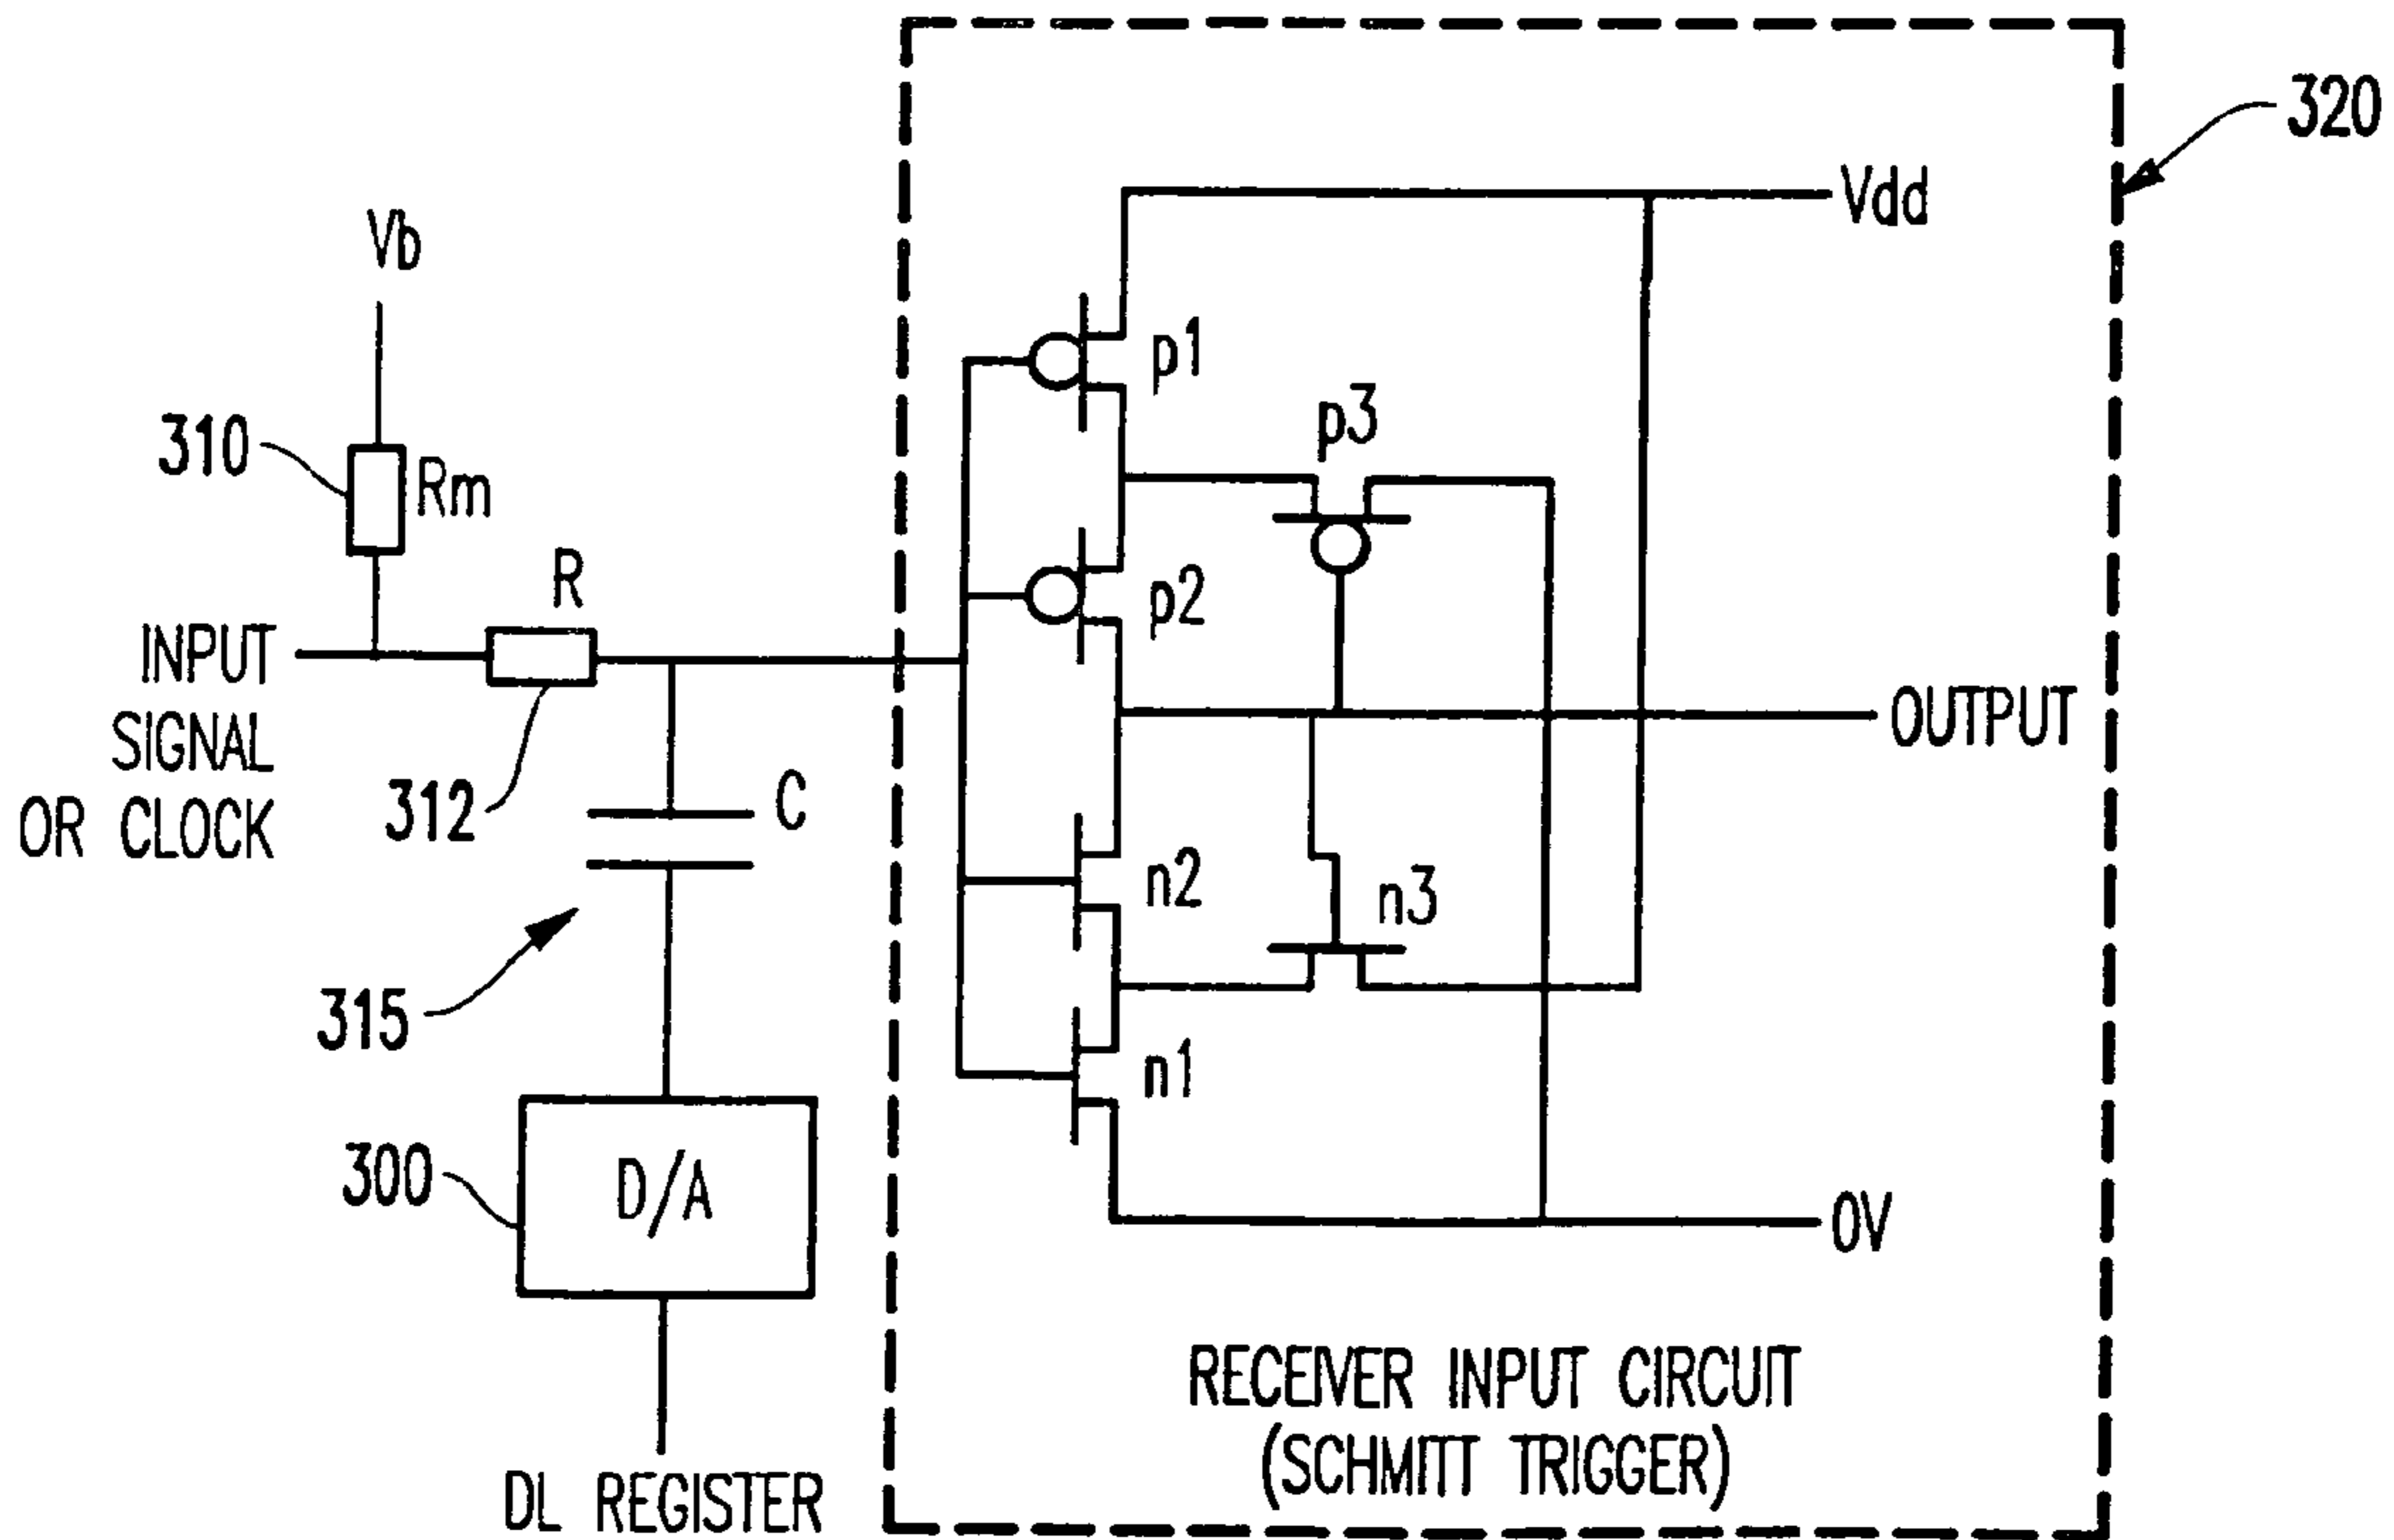 320
Vdd
Vb
p1
310
Rm
p3
R
p2
INPUT
SIGNAL
OR CLOCK
OUTPUT
312
C
n2
n3
315
n1
300
D/A
0V
RECEIVER INPUT CIRCUIT
(SCHMITT TRIGGER)
DL REGISTER